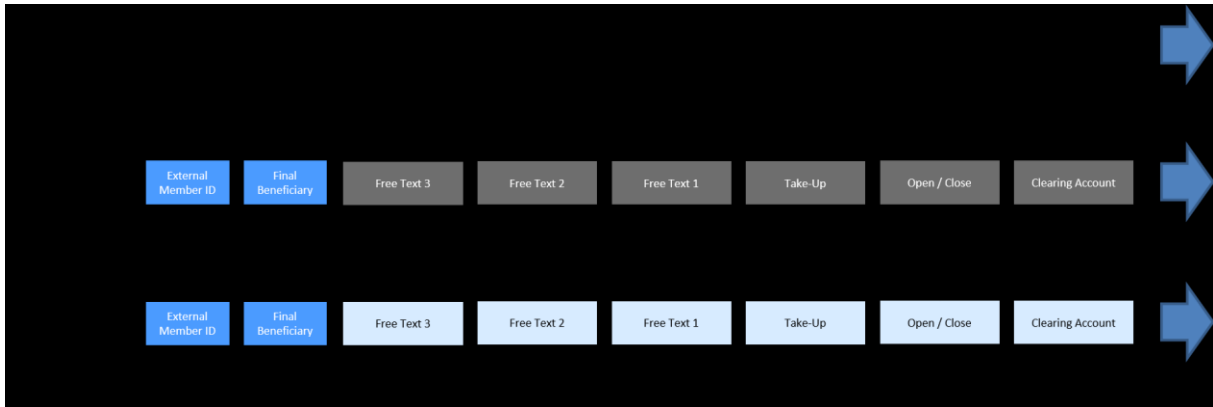 External
Member ID
Final
Beneficiary
Free Text 3
Free Text 2
Free Text 1
Take-Up
Open / Close
Clearing Account
External
Member ID
Final
Beneficiary
Free Text 3
Free Text 2
Free Text 1
Take-Up
Open / Close
Clearing Account